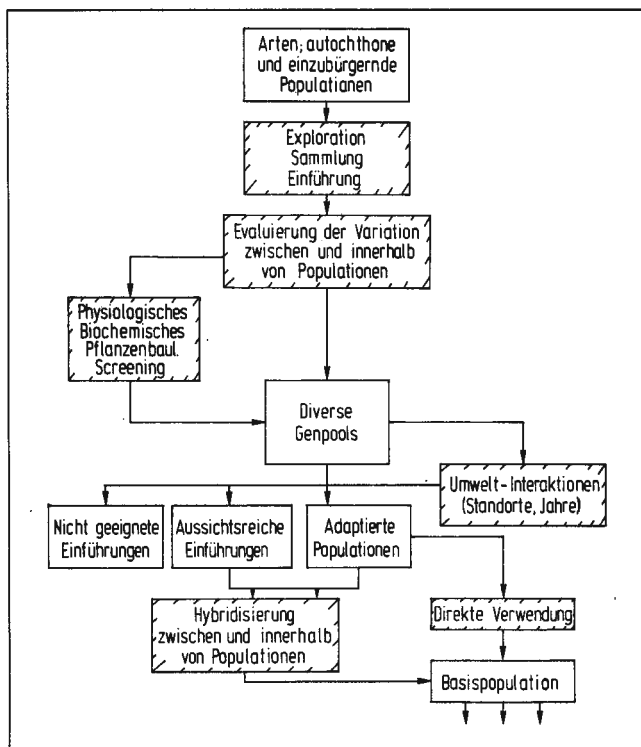 Arten; autochthone
und einzubürgernde
Populatianen
Exploration
Sammlung
Einführung
Evaluierung der Variation
zwischen und innerhalb
von Populationen
Physiologisches
Biochemisches
Pflanzenbaul.
Screening
Diverse
Genpools
Umwelt-Interaktionen
(Standorte, Jahre)
Nicht geeignete
Einführungen
Aussichtsreiche
Einführungen
Adaptierte
Populationen
Hybridisierung
zwischen und innerhalb
von Populationen
Direkte Verwendung
Basispopulation